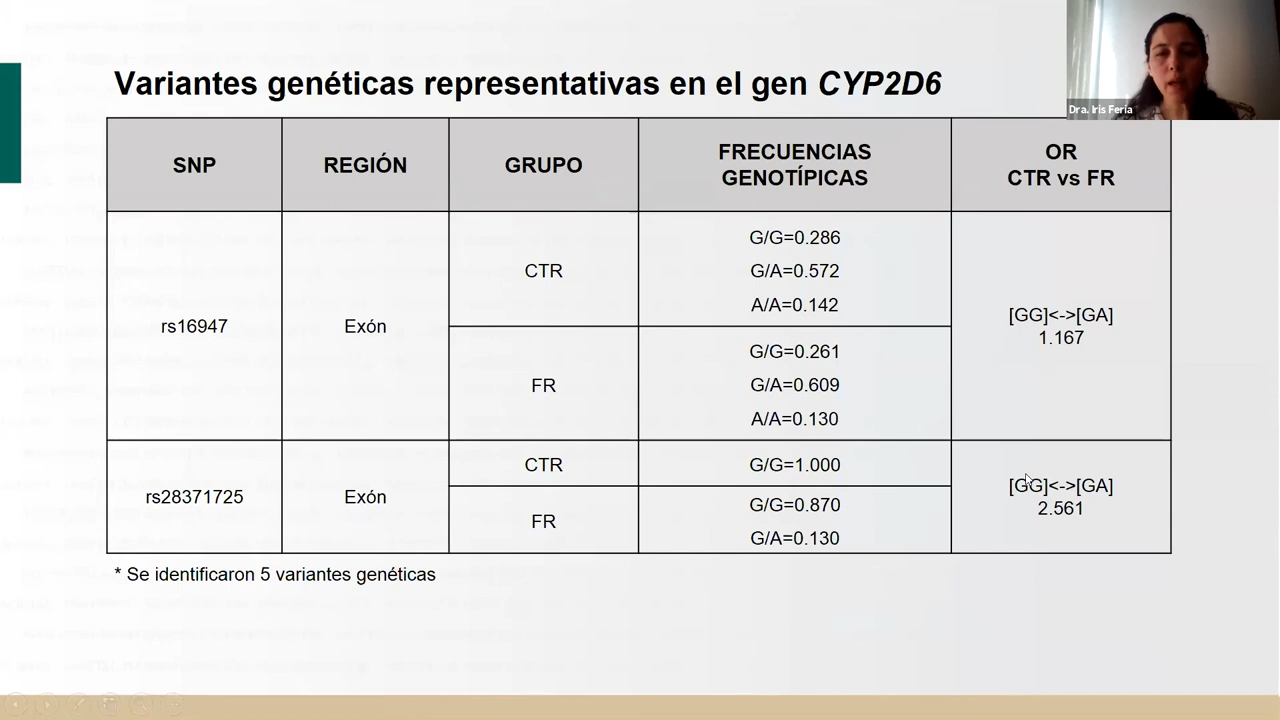 Variantes genéticas representativas en el gen CYP2D6
Dra. Iris Feria
SNP
REGIÓN
GRUPO
FRECUENCIAS
GENOTÍPICAS
OR
CTR vs FR
rs16947
Exón
CTR
G/G=0.286
G/A=0.572
A/A=0.142
FR
G/G=0.261
G/A=0.609
A/A=0.130
[GG]<->[GA]
1.167
rs28371725
Exón
CTR
G/G=1.000
FR
G/G=0.870
G/A=0.130
[GG]<->[GA]
2.561
* Se identificaron 5 variantes genéticas